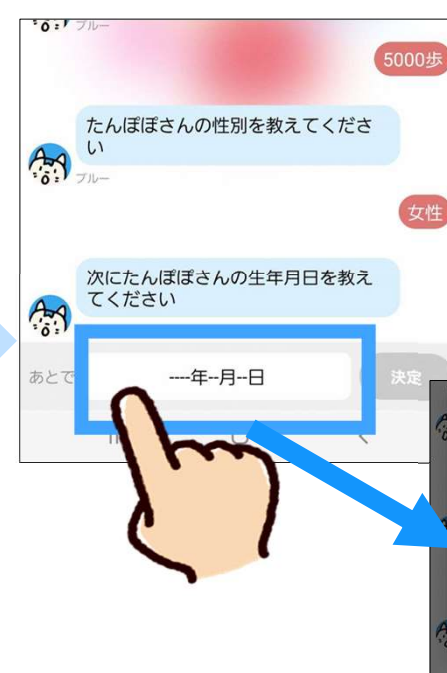 ブルー
5000歩
たんぽぽさんの性別を教えてくださ
い
ブルー
女性
次にたんぽぽさんの生年月日を教え
てください
あとで
----年--月--日
決定